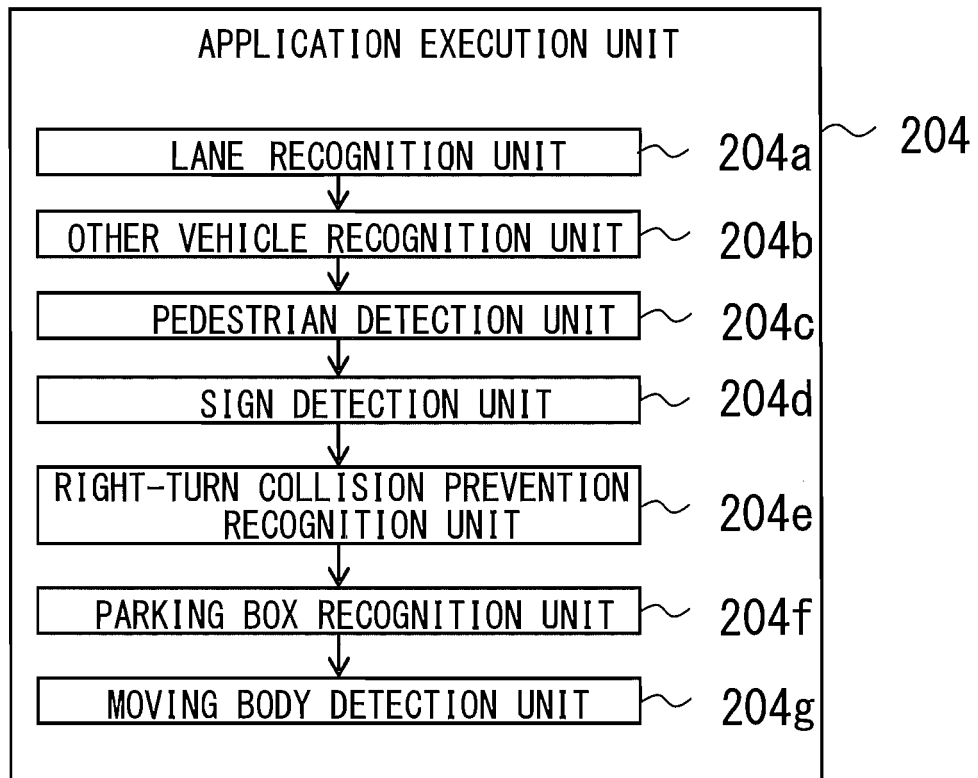 APPLICATION EXECUTION UNIT
204
LANE RECOGNITION UNIT 204a
OTHER VEHICLE RECOGNITION UNIT 204b
PEDESTRIAN DETECTION UNIT 204c
SIGN DETECTION UNIT 204d
RIGHT-TURN COLLISION PREVENTION
RECOGNITION UNIT 204e
PARKING BOX RECOGNITION UNIT 204f
MOVING BODY DETECTION UNIT 204g